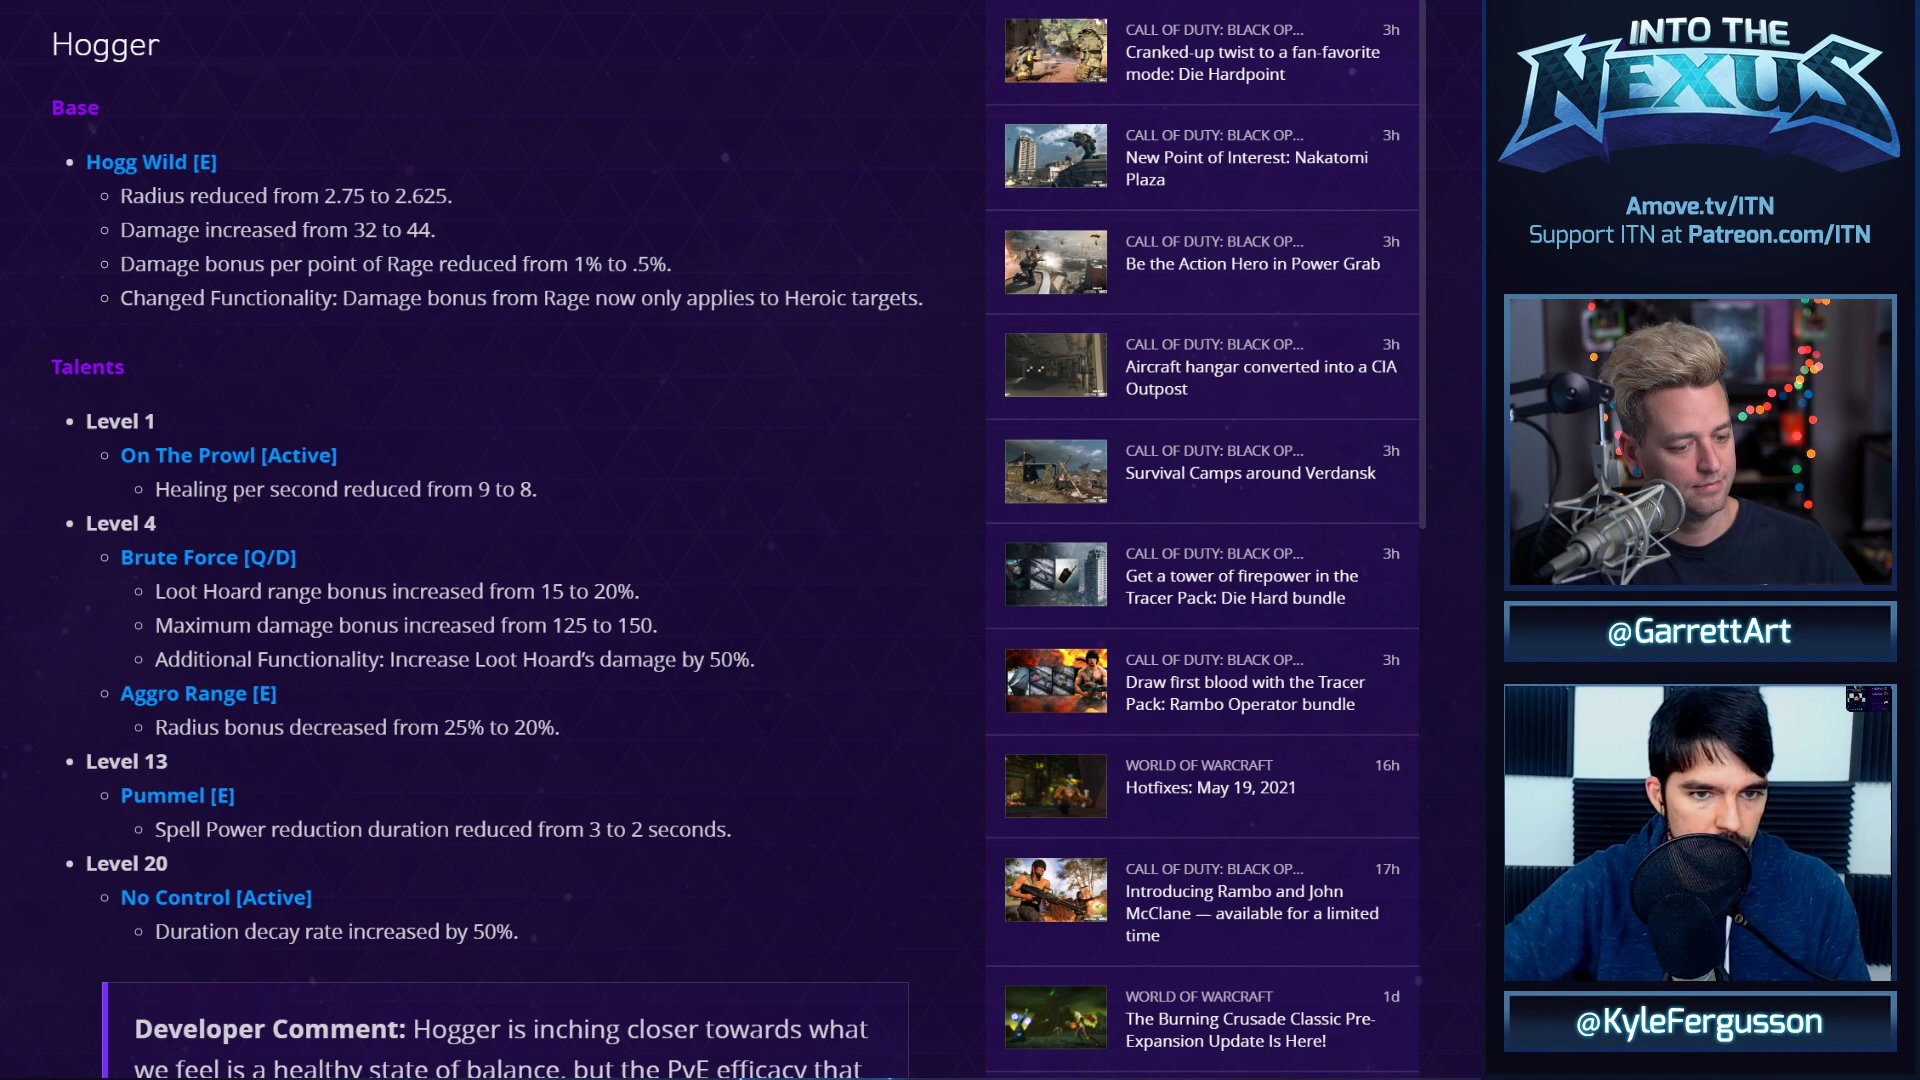 Hogger
Base
Hogg Wild [E]
Radius reduced from 2.75 to 2.625.
Damage increased from 32 to 44.
Damage bonus per point of Rage reduced from 1% to .5%.
Changed Functionality: Damage bonus from Rage now only applies to Heroic targets.
Talents
Level 1
On The Prowl [Active]
Healing per second reduced from 9 to 8.
Level 4
Brute Force [Q/D]
Loot Hoard range bonus increased from 15 to 20%.
Maximum damage bonus increased from 125 to 150.
Additional Functionality: Increase Loot Hoard's damage by 50%.
Aggro Range [E]
Radius bonus decreased from 25% to 20%.
Level 13
Pummel [E]
Spell Power reduction duration reduced from 3 to 2 seconds.
Level 20
No Control [Active]
Duration decay rate increased by 50%.
Developer Comment: Hogger is inching closer towards what
we feel is a healthy state of balance, but the PvE efficacy that
CALL OF DUTY: BLACK OP... 3h
Cranked-up twist to a fan-favorite
mode: Die Hardpoint
CALL OF DUTY: BLACK OP... 3h
New Point of Interest: Nakatomi
Plaza
CALL OF DUTY: BLACK OP... 3h
Be the Action Hero in Power Grab
CALL OF DUTY: BLACK OP... 3h
Aircraft hangar converted into a CIA
Outpost
CALL OF DUTY: BLACK OP... 3h
Survival Camps around Verdansk
CALL OF DUTY: BLACK OP... 3h
Get a tower of firepower in the
Tracer Pack: Die Hard bundle
CALL OF DUTY: BLACK OP... 3h
Draw first blood with the Tracer
Pack: Rambo Operator bundle
WORLD OF WARCRAFT 16h
Hotfixes: May 19, 2021
CALL OF DUTY: BLACK OP... 17h
Introducing Rambo and John
McClane — available for a limited
time
WORLD OF WARCRAFT 1d
The Burning Crusade Classic Pre-
Expansion Update Is Here!
INTO THE
NEXUS
Amove.tv/ITN
Support ITN at Patreon.com/ITN
@GarrettArt
@KyleFergusson